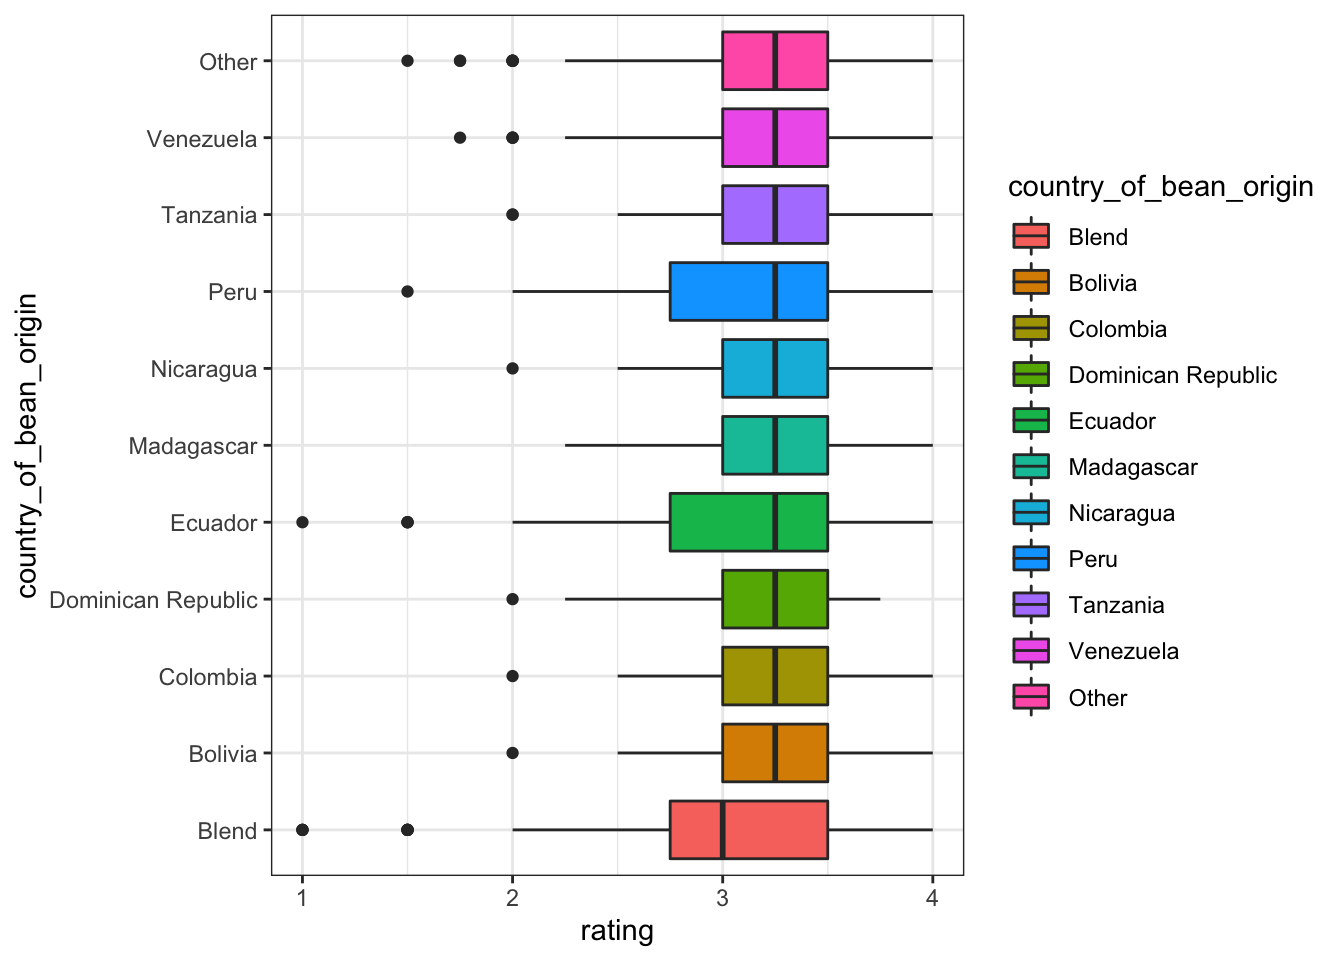 country_of_bean_origin
Other
Venezuela
Tanzania
Peru
Nicaragua
Madagascar
Ecuador
Dominican Republic
Colombia
Bolivia
Blend
1 2 3 4
rating
country_of_bean_origin
Blend
Bolivia
Colombia
Dominican Republic
Ecuador
Madagascar
Nicaragua
Peru
Tanzania
Venezuela
Other